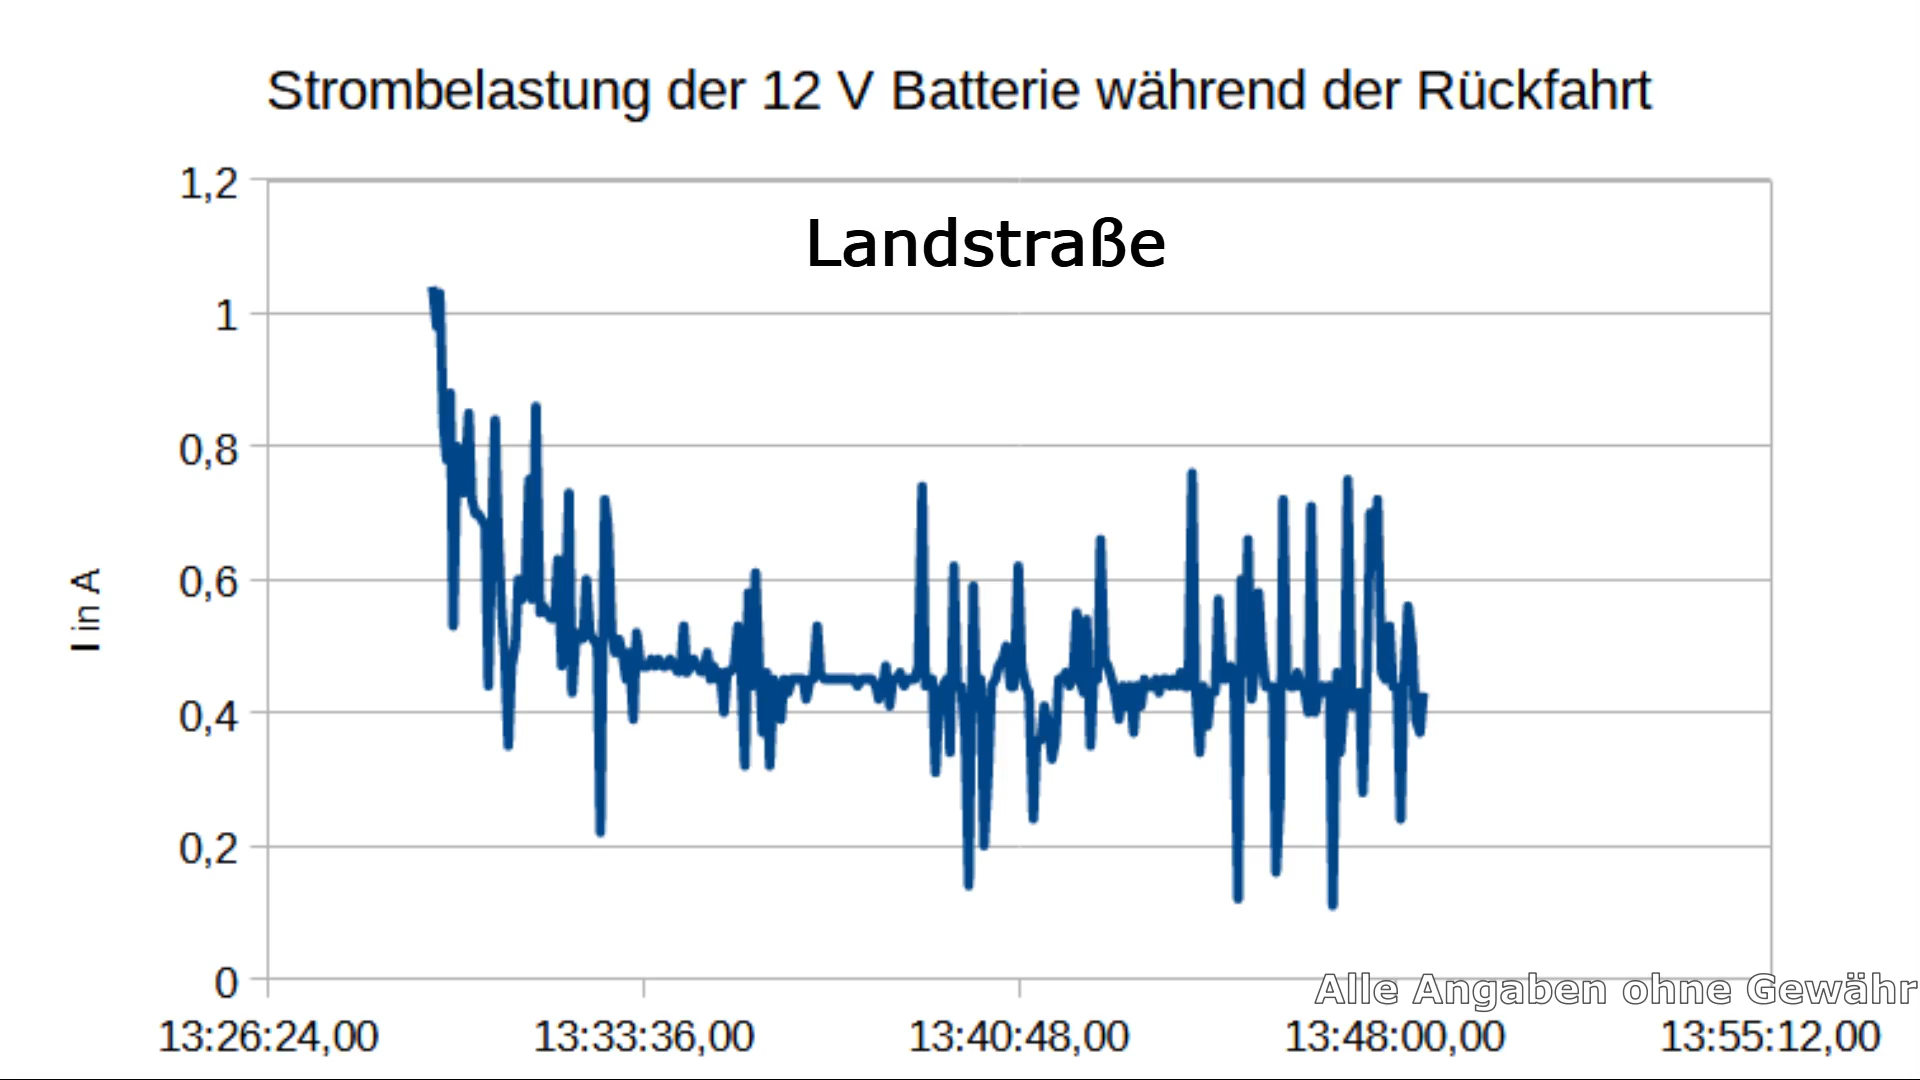 Strombelastung der 12 V Batterie während der Rückfahrt
Landstraße
1,2
1
0,8
0,6
0,4
0,2
0
I in A
13:26:24,00 13:33:36,00 13:40:48,00 13:48:00,00 13:55:12,00
Alle Angaben ohne Gewähr